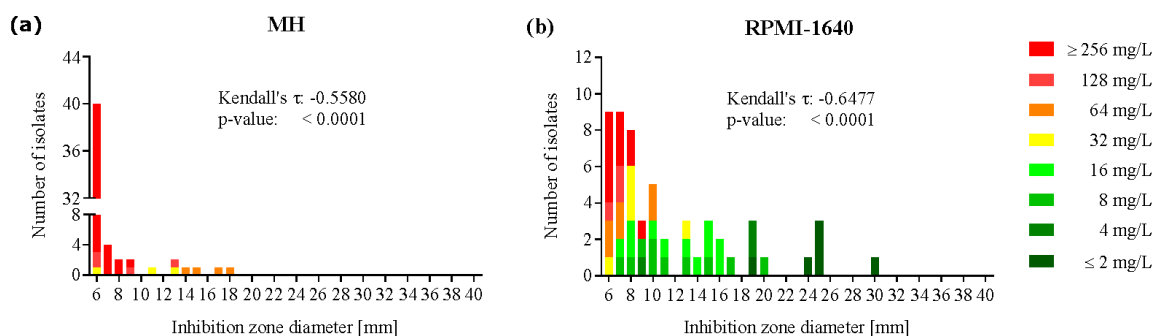 (a)
MH
Number of isolates
44
40
36
32
8
4
0
Kendall's τ: -0.5580
p-value: < 0.0001
6 8 10 12 14 16 18 20 22 24 26 28 30 32 34 36 38 40
Inhibition zone diameter [mm]
(b)
RPMI-1640
Number of isolates
12
10
8
6
4
2
0
Kendall's τ: -0.6477
p-value: < 0.0001
6 8 10 12 14 16 18 20 22 24 26 28 30 32 34 36 38 40
Inhibition zone diameter [mm]
≥ 256 mg/L
128 mg/L
64 mg/L
32 mg/L
16 mg/L
8 mg/L
4 mg/L
≤ 2 mg/L